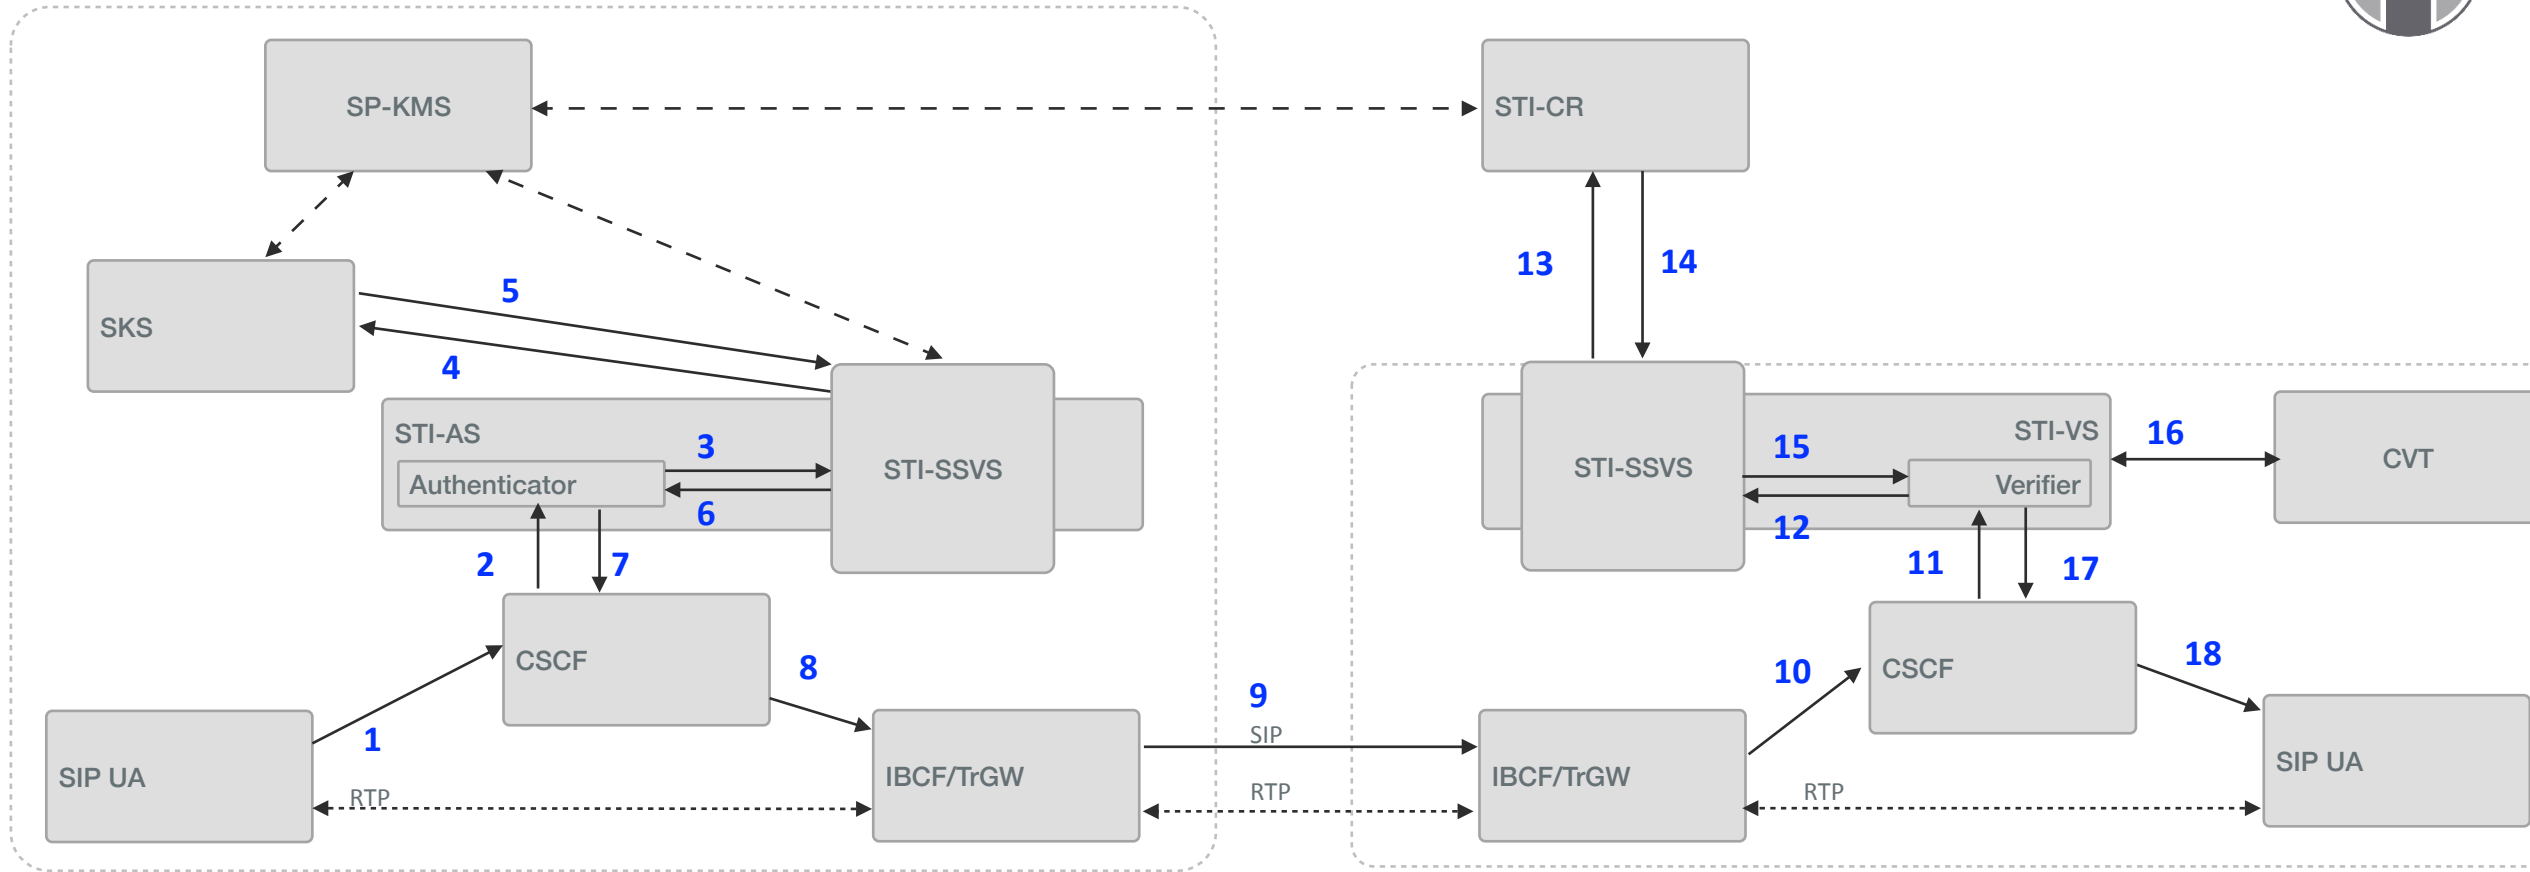 SP-KMS
STI-CR
13
14
5
SKS
4
STI-AS
3
Authenticator
6
STI-SSVS
STI-SSVS
15
12
STI-VS
Verifier
16
CVT
2
7
11
17
CSCF
8
CSCF
18
1
SIP UA
RTP
IBCF/TrGW
9
SIP
RTP
IBCF/TrGW
10
RTP
SIP UA